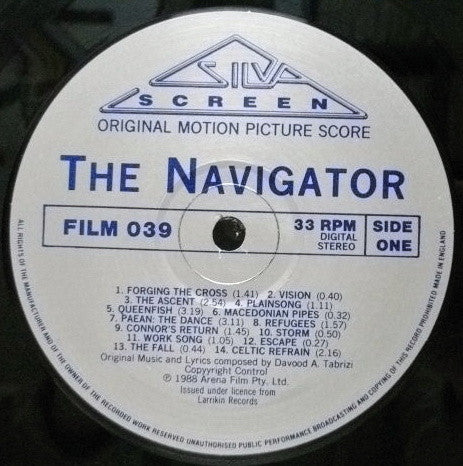 SILVA
SCREEN
ORIGINAL MOTION PICTURE SCORE
THE NAVIGATOR
FILM 039
33 RPM
DIGITAL
STEREO
SIDE
ONE
1. FORGING THE CROSS (1.41) 2. VISION (0.40)
3. THE ASCENT (2.54) 4. PLAINSONG (1.11)
5. QUEENFISH (3.19) 6. MACEDONIAN PIPES (0.32)
7. PAEAN: THE DANCE (3.11) 8. REFUGEES (1.57)
9. CONNOR'S RETURN (1.45) 10. STORM (0.50)
11. WORK SONG (1.05) 12. ESCAPE (0.27)
13. THE FALL (0.44) 14. CELTIC REFRAIN (2.16)
Original Music and Lyrics composed by Davood A. Tabrizi
Copyright Control
℗ 1988 Arena Film Pty. Ltd.
Issued under licence from
Larrikin Records
ALL RIGHTS OF THE MANUFACTURER AND OF THE OWNER OF THE RECORDED WORK RESERVED UNAUTHORISED PUBLIC PERFORMANCE BROADCASTING AND COPYING OF THIS RECORD PROHIBITED MADE IN ENGLAND